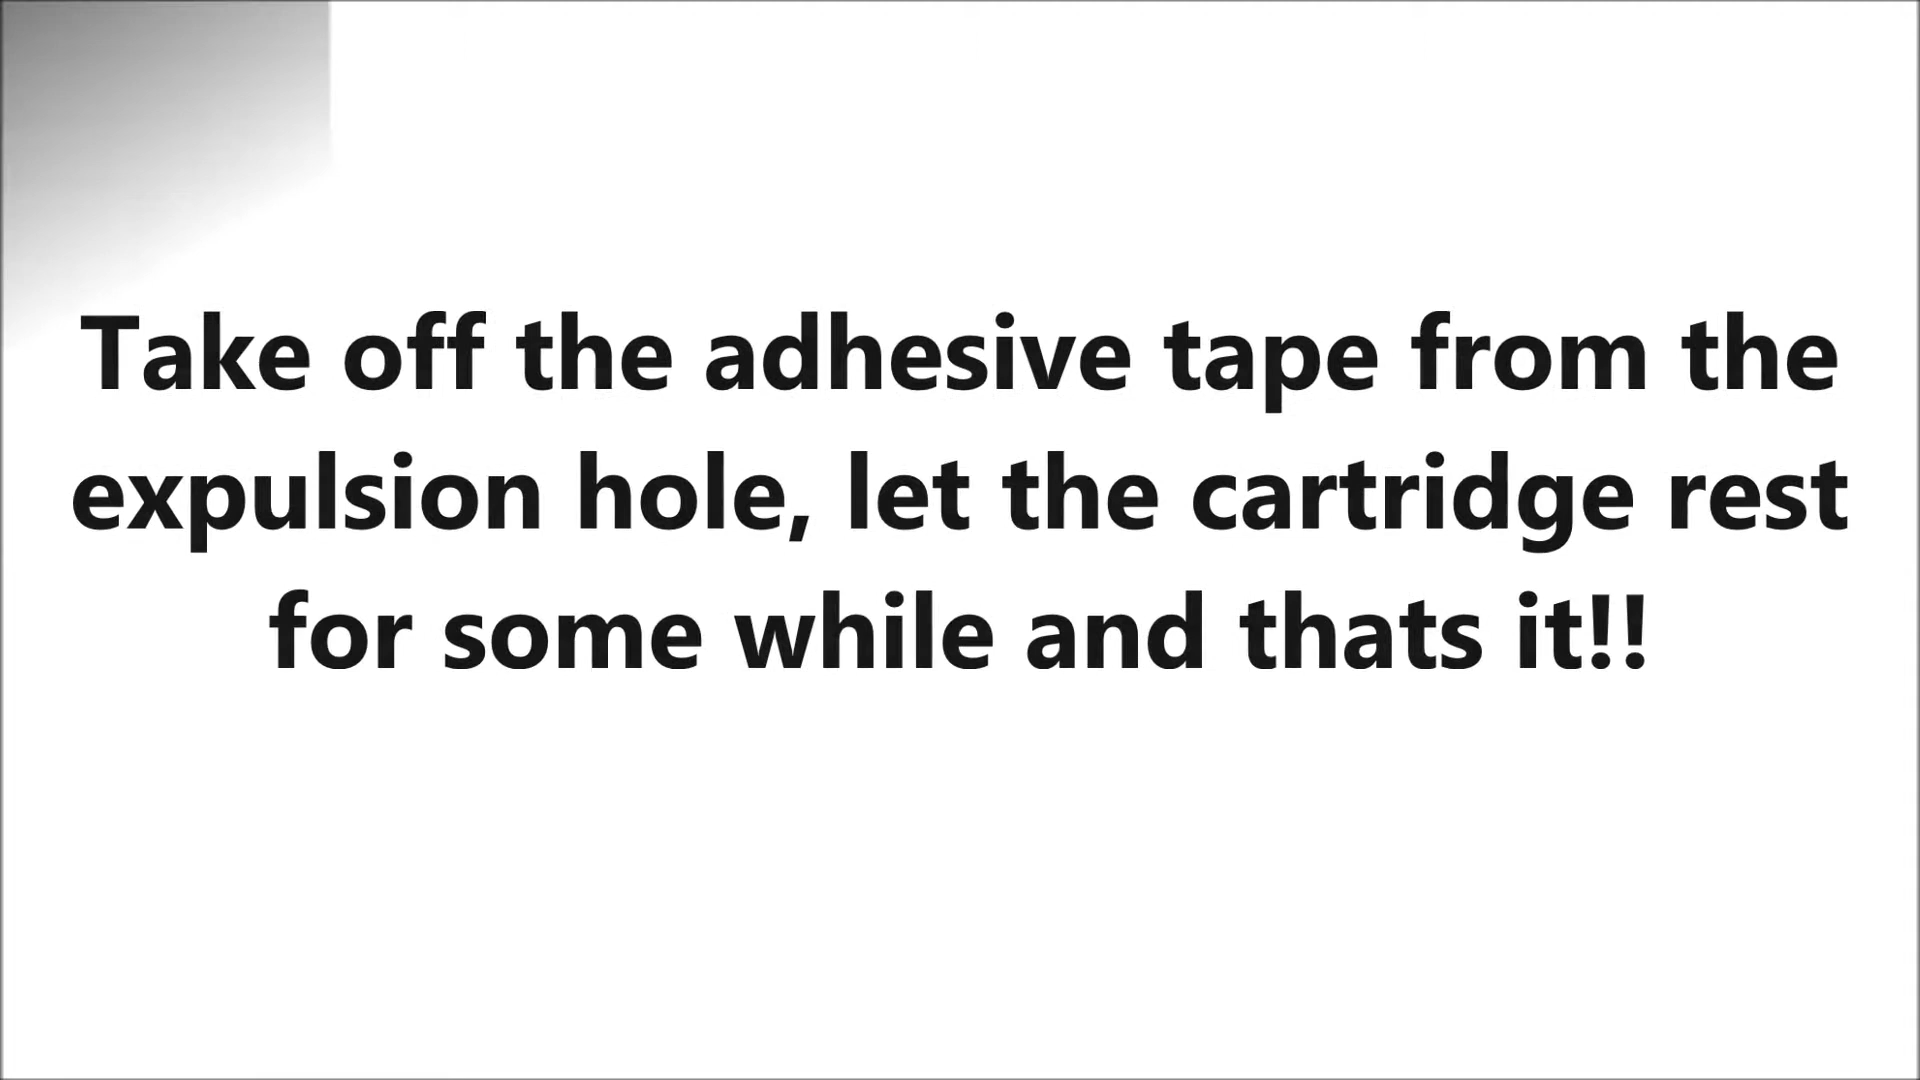 Take off the adhesive tape from the
expulsion hole, let the cartridge rest
for some while and thats it!!